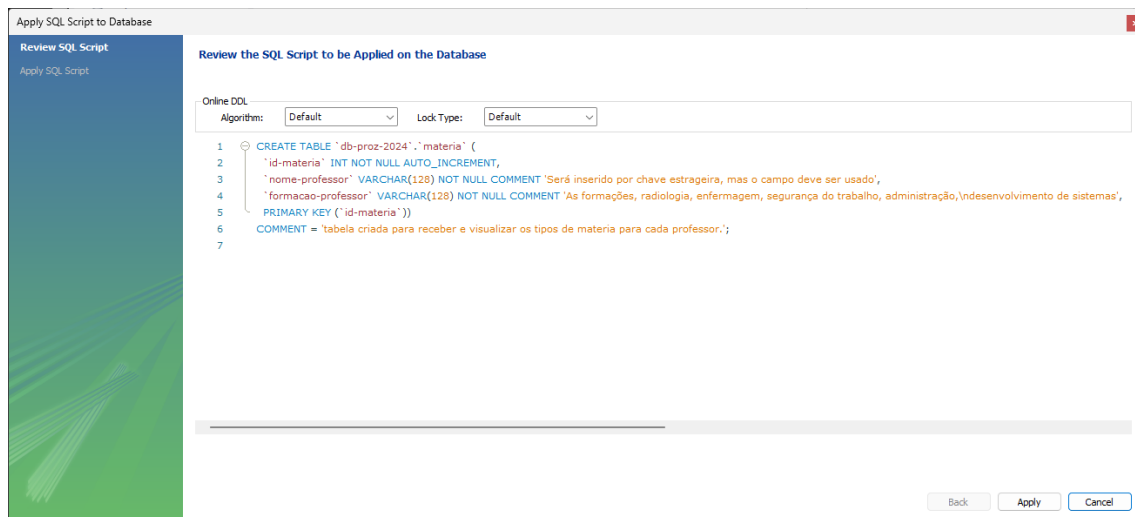 Apply SQL Script to Database
Review SQL Script
Apply SQL Script
Review the SQL Script to be Applied on the Database
Online DDL
Algorithm: Default Lock Type: Default
1 CREATE TABLE `db-proz-2024`.`materia` (
2 `id-materia` INT NOT NULL AUTO_INCREMENT,
3 `nome-professor` VARCHAR(128) NOT NULL COMMENT 'Será inserido por chave estrageira, mas o campo deve ser usado',
4 `formacao-professor` VARCHAR(128) NOT NULL COMMENT 'As formações, radiologia, enfermagem, segurança do trabalho, administração,\ndesenvolvimento de sistemas',
5 PRIMARY KEY (`id-materia`))
6 COMMENT = 'tabela criada para receber e visualizar os tipos de materia para cada professor.';
7
Back Apply Cancel